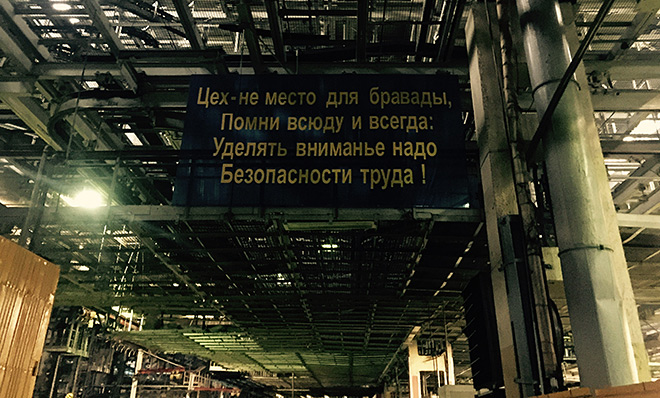 Цех-не место для бравады,
Помни всюду и всегда:
Уделять вниманье надо
Безопасности труда !